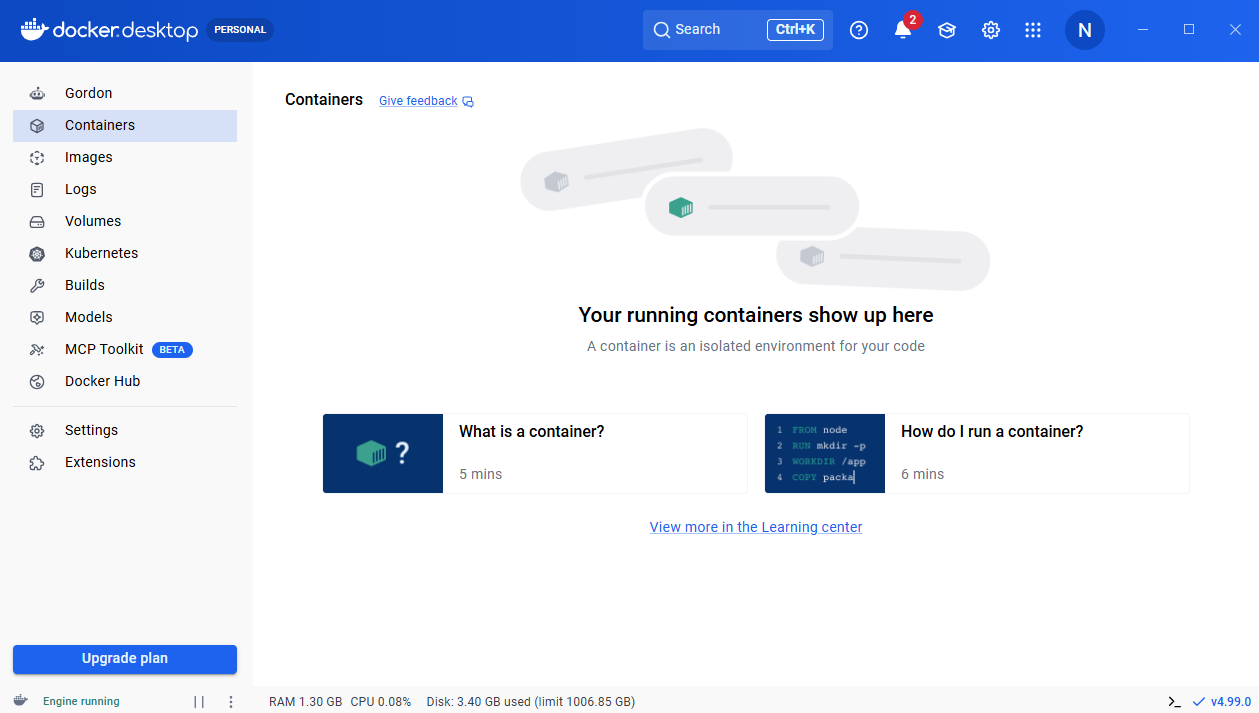 docker.desktop PERSONAL
Search Ctrl+K
2
N
Gordon
Containers
Images
Logs
Volumes
Kubernetes
Builds
Models
MCP Toolkit BETA
Docker Hub
Settings
Extensions
Upgrade plan
Containers Give feedback
Your running containers show up here
A container is an isolated environment for your code
?
What is a container?
5 mins
1 FROM node
2 RUN mkdir -p
3 WORKDIR /app
4 COPY packa
How do I run a container?
6 mins
View more in the Learning center
Engine running
RAM 1.30 GB CPU 0.08% Disk: 3.40 GB used (limit 1006.85 GB)
v4.99.0